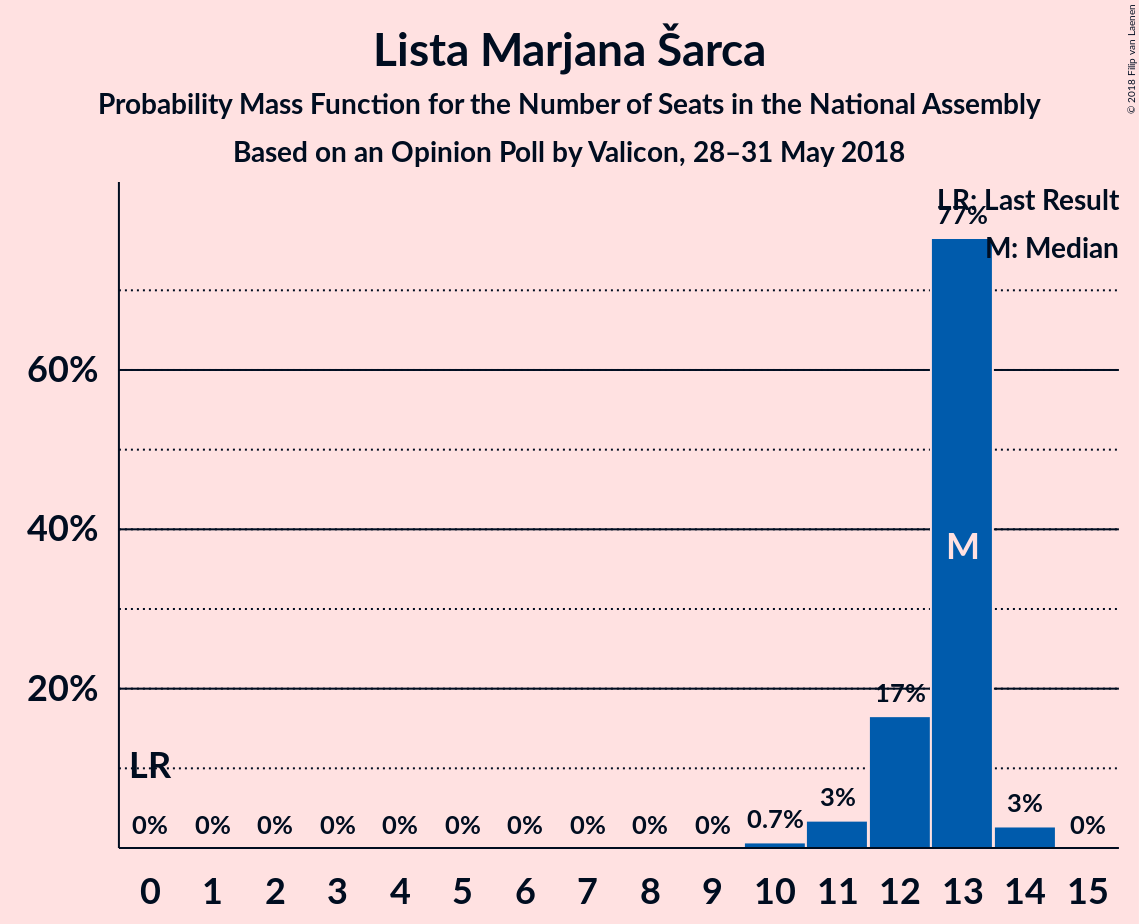 Lista Marjana Šarca
Probability Mass Function for the Number of Seats in the National Assembly
Based on an Opinion Poll by Valicon, 28–31 May 2018
© 2018 Filip van Laenen
LR: Last Result
M: Median
77%
60%
40%
20%
M
17%
LR
0% 0% 0% 0% 0% 0% 0% 0% 0% 0% 0.7% 3% 3% 0%
0 1 2 3 4 5 6 7 8 9 10 11 12 13 14 15